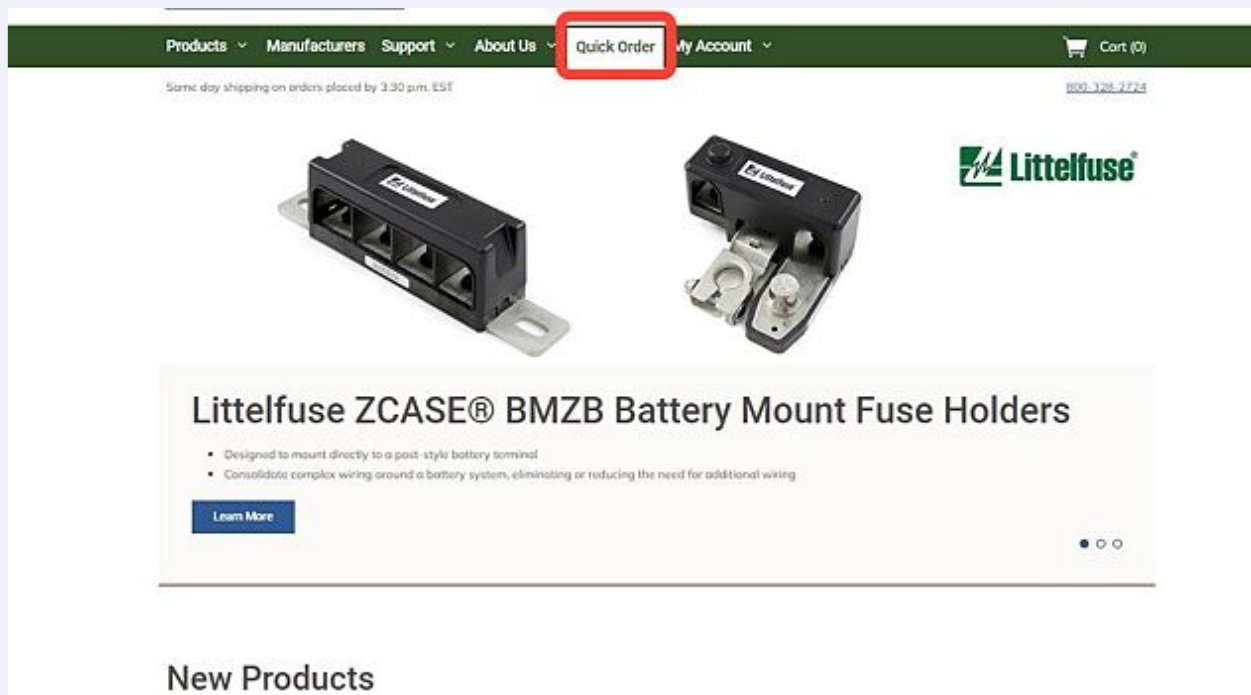 Products Manufacturers Support About Us Quick Order My Account Cart (0)
Same day shipping on orders placed by 3:30 p.m. EST 800-328-2724
Littelfuse
Littelfuse
Littelfuse®
Littelfuse ZCASE® BMZB Battery Mount Fuse Holders
Designed to mount directly to a post-style battery terminal
Consolidate complex wiring around a battery system, eliminating or reducing the need for additional wiring
Learn More
New Products